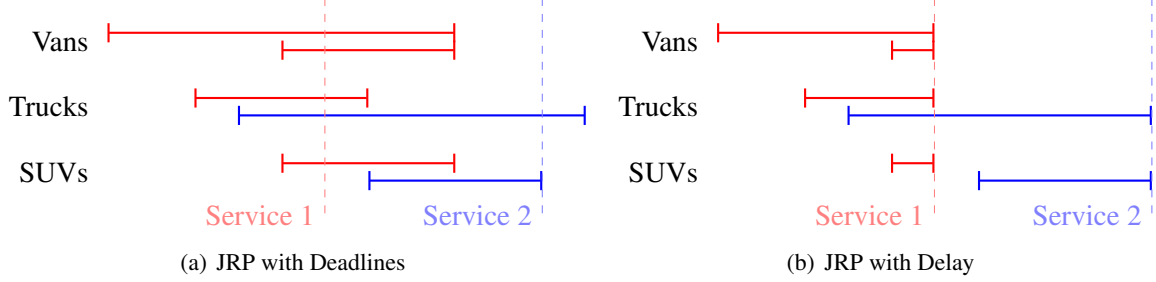 Vans
Trucks
SUVs
Service 1
Service 2
(a) JRP with Deadlines
Vans
Trucks
SUVs
Service 1
Service 2
(b) JRP with Delay